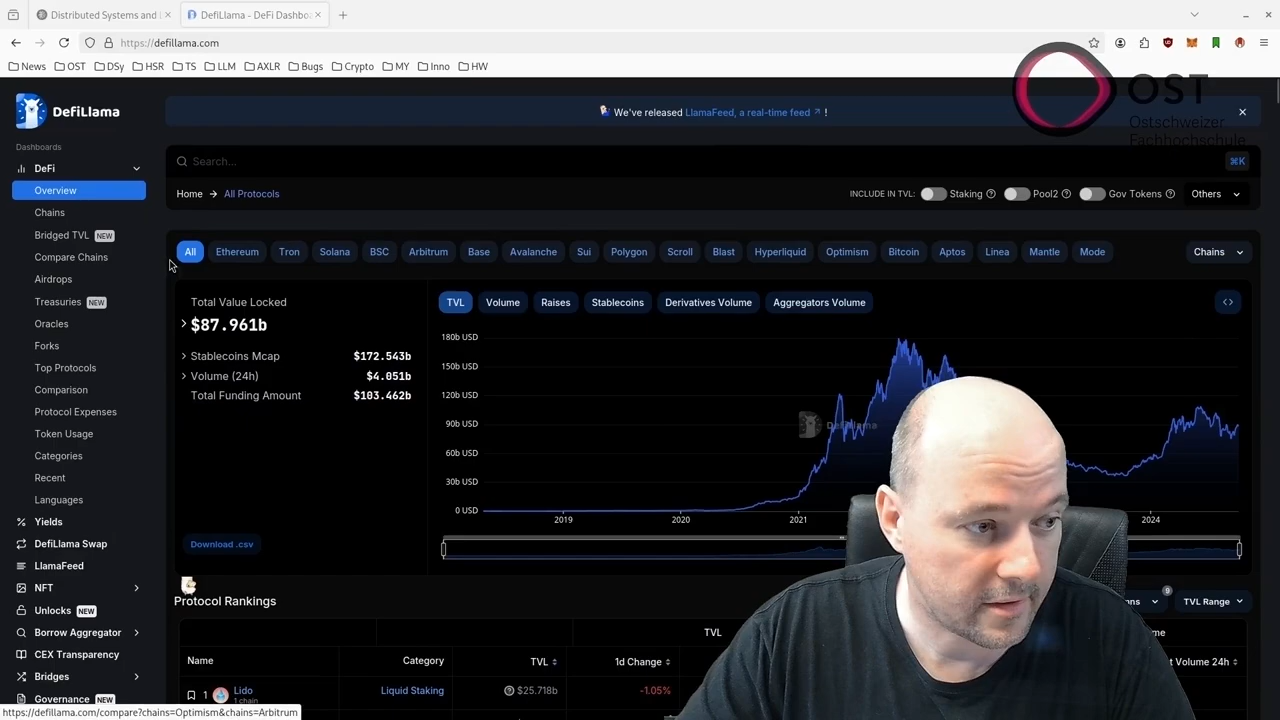 Distributed Systems and
DefiLlama - DeFi Dashbo
https://defillama.com
News OST DSy HSR TS LLM AXLR Bugs Crypto MY Inno HW
DefiLlama
We've released LlamaFeed, a real-time feed !
OST
Ostschweizer
Fachhochschule
Search...
⌘K
Home All Protocols
INCLUDE IN TVL: Staking Pool2 Gov Tokens Others
Dashboards
DeFi
Overview
Chains
Bridged TVL NEW
Compare Chains
Airdrops
Treasuries NEW
Oracles
Forks
Top Protocols
Comparison
Protocol Expenses
Token Usage
Categories
Recent
Languages
Yields
DefiLlama Swap
LlamaFeed
NFT
Unlocks NEW
Borrow Aggregator
CEX Transparency
Bridges
Governance NEW
All Ethereum Tron Solana BSC Arbitrum Base Avalanche Sui Polygon Scroll Blast Hyperliquid Optimism Bitcoin Aptos Linea Mantle Mode Chains
Total Value Locked
$87.961b
Stablecoins Mcap $172.543b
Volume (24h) $4.051b
Total Funding Amount $103.462b
Download .csv
TVL Volume Raises Stablecoins Derivatives Volume Aggregators Volume
180b USD
150b USD
120b USD
90b USD
60b USD
30b USD
0 USD
DefiLlama
2019 2020 2021 2024
Protocol Rankings
9
TVL Range
TVL
Name Category TVL 1d Change Volume 24h
1 Lido Liquid Staking $25.718b -1.05%
1 chain
https://defillama.com/compare?chains=Optimism&chains=Arbitrum